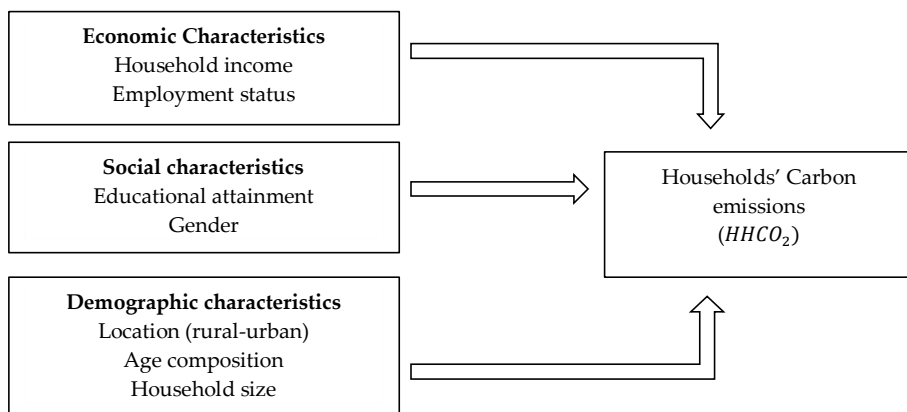 Economic Characteristics
Household income
Employment status
Social characteristics
Educational attainment
Gender
Demographic characteristics
Location (rural-urban)
Age composition
Household size
Households’ Carbon
emissions
(HHCO₂)